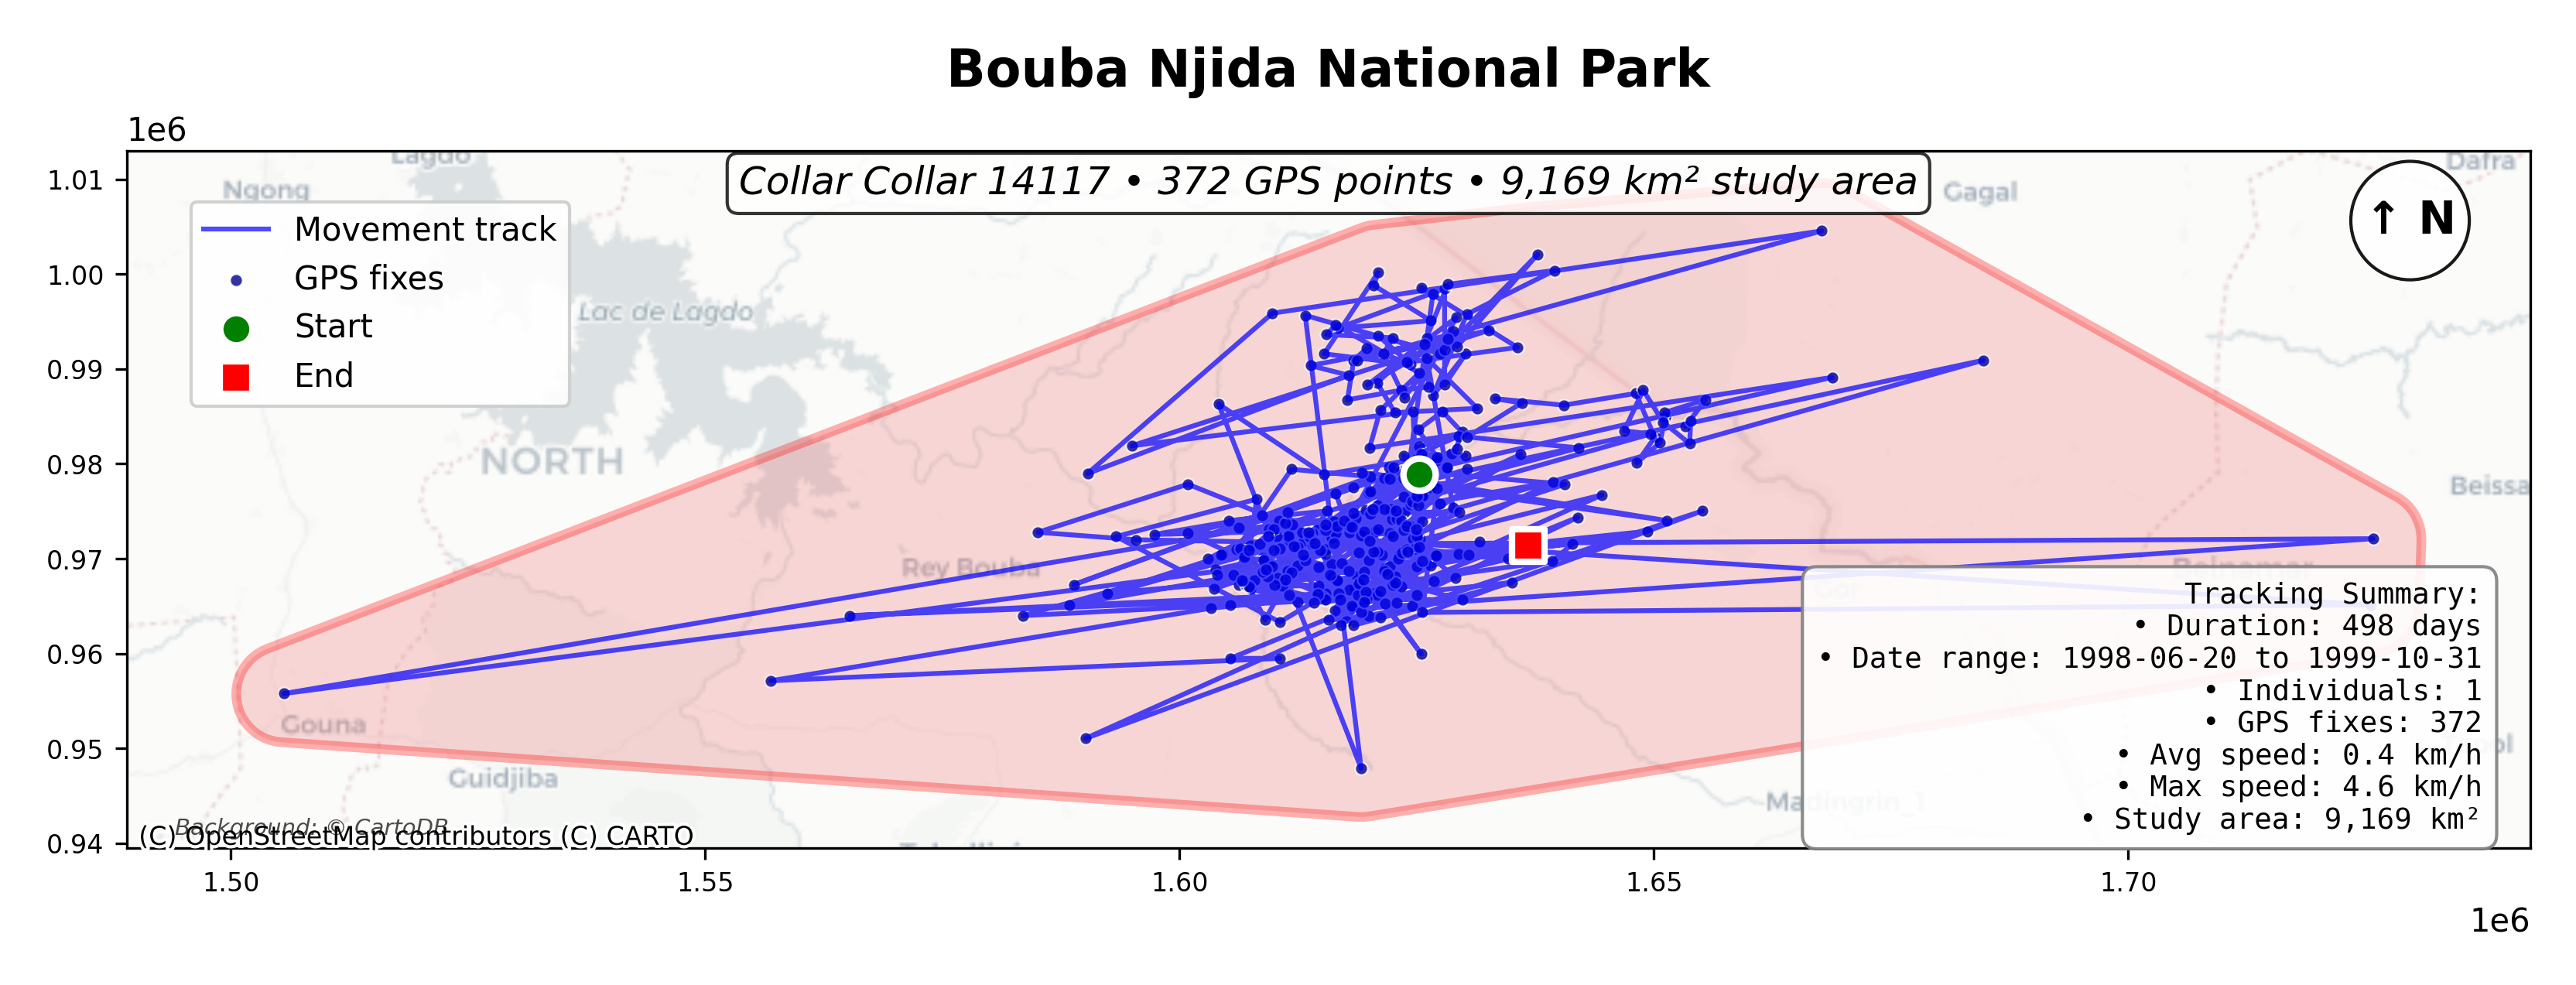 Bouba Njida National Park
1e6
Collar Collar 14117 • 372 GPS points • 9,169 km² study area
↑ N
Movement track
GPS fixes
Start
End
1.01
1.00
0.99
0.98
0.97
0.96
0.95
0.94
Lagdo
Ngong
Gagal
Dafra
Lac de Lagdo
NORTH
Beissa
Rey Bouba
Gouna
Guidjiba
Madingrin_1
Tracking Summary:
• Duration: 498 days
• Date range: 1998-06-20 to 1999-10-31
• Individuals: 1
• GPS fixes: 372
• Avg speed: 0.4 km/h
• Max speed: 4.6 km/h
• Study area: 9,169 km²
Background: © CartoDB
(C) OpenStreetMap contributors (C) CARTO
1.50
1.55
1.60
1.65
1.70
1e6